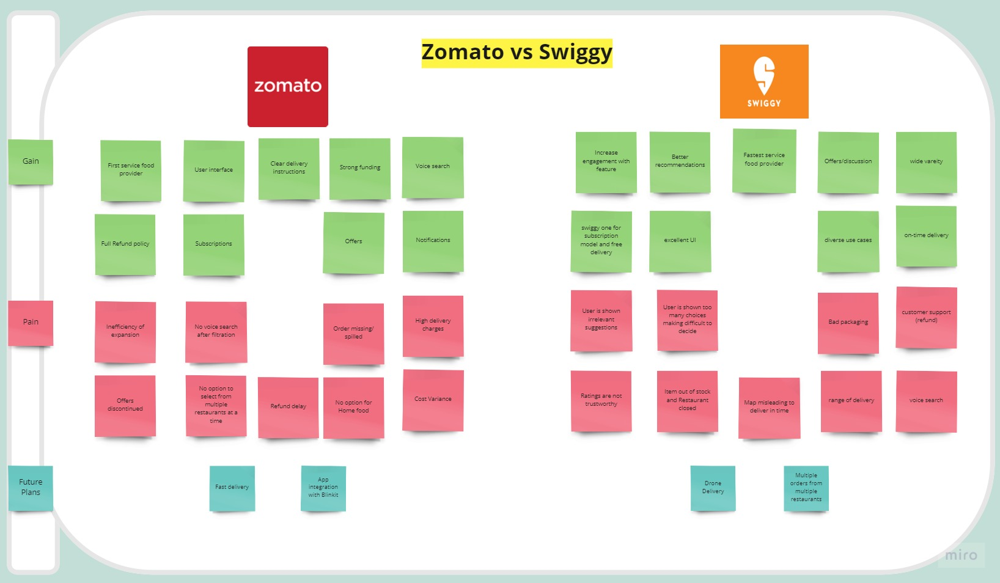 Zomato vs Swiggy
zomato
SWIGGY
Gain
First service food
provider
User interface
Clear delivery
instructions
Strong funding
Voice search
Increase
engagement with
feature
Better
recommendations
Fastest service
food provider
Offers/discussion
wide vareity
Full Refund policy
Subscriptions
Offers
Notifications
swiggy one for
subscription
model and free
delivery
excellent UI
diverse use cases
on-time delivery
Pain
Inefficiency of
expansion
No voice search
after filtration
Order missing/
spilled
High delivery
charges
User is shown
irrelevant
suggestions
User is shown too
many choices
making difficult to
decide
Bad packaging
customer support
(refund)
Offers
discontinued
No option to
select from
multiple
restaurants at a
time
Refund delay
No option for
Home food
Cost Variance
Ratings are not
trustworthy
Item out of stock
and Restaurant
closed
Map misleading to
deliver in time
range of delivery
voice search
Future
Plans
Fast delivery
App
integration
with Blinkit
Drone
Delivery
Multiple
orders from
multiple
restaurants
miro